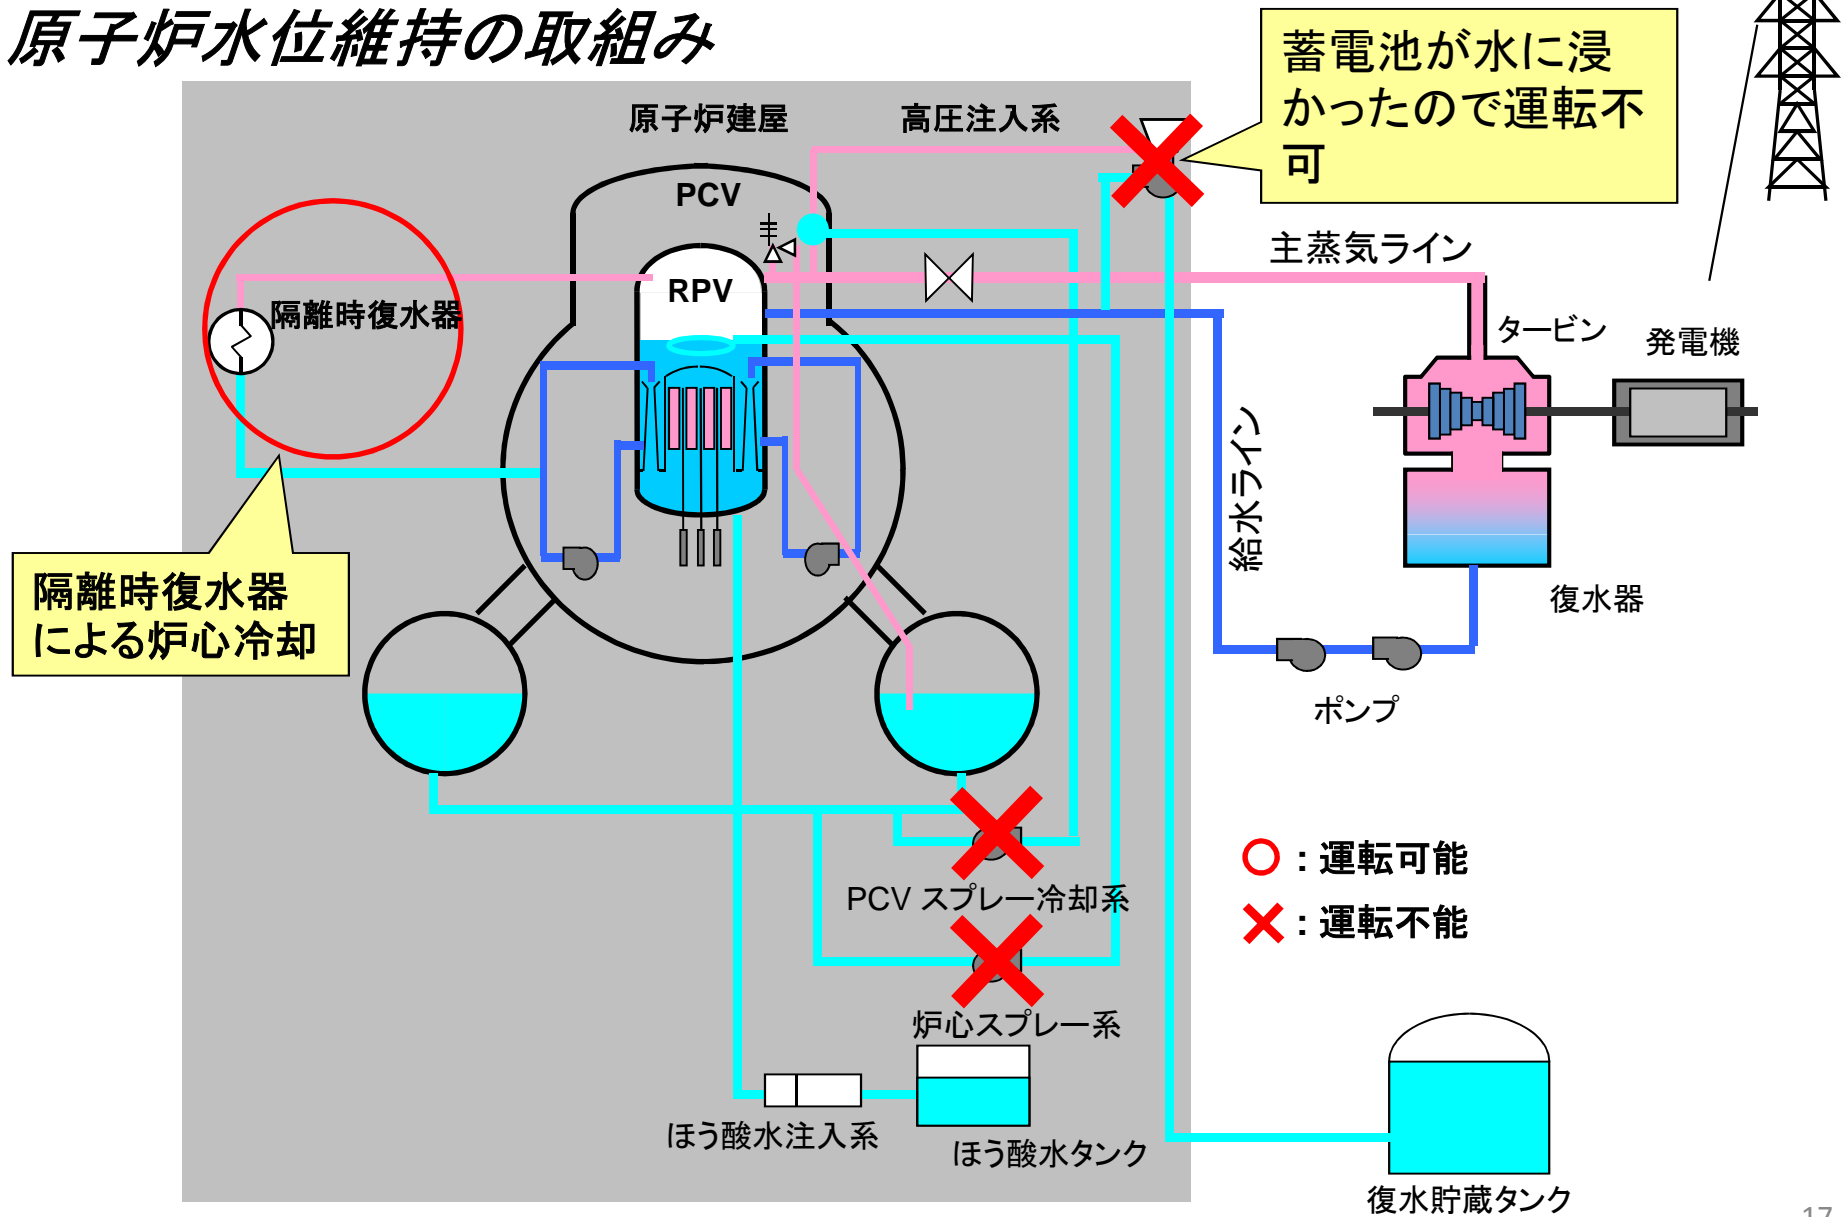 原子炉水位維持の取組み
蓄電池が水に浸
かったので運転不
可
原子炉建屋
高圧注入系
PCV
主蒸気ライン
RPV
隔離時復水器
タービン
発電機
給水ライン
隔離時復水器
による炉心冷却
復水器
ポンプ
：運転可能
PCV スプレー冷却系
：運転不能
炉心スプレー系
ほう酸水注入系
ほう酸水タンク
復水貯蔵タンク
17